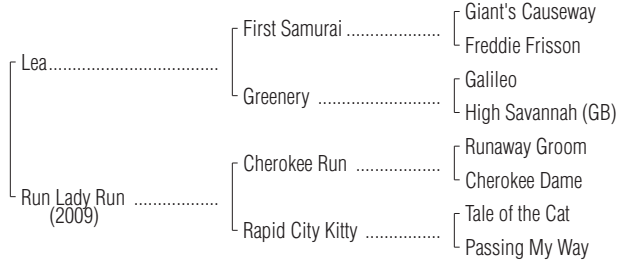 Giant's Causeway
First Samurai
Freddie Frisson
Lea
Galileo
Greenery
High Savannah (GB)
Runaway Groom
Cherokee Run
Cherokee Dame
Run Lady Run
(2009)
Tale of the Cat
Rapid City Kitty
Passing My Way